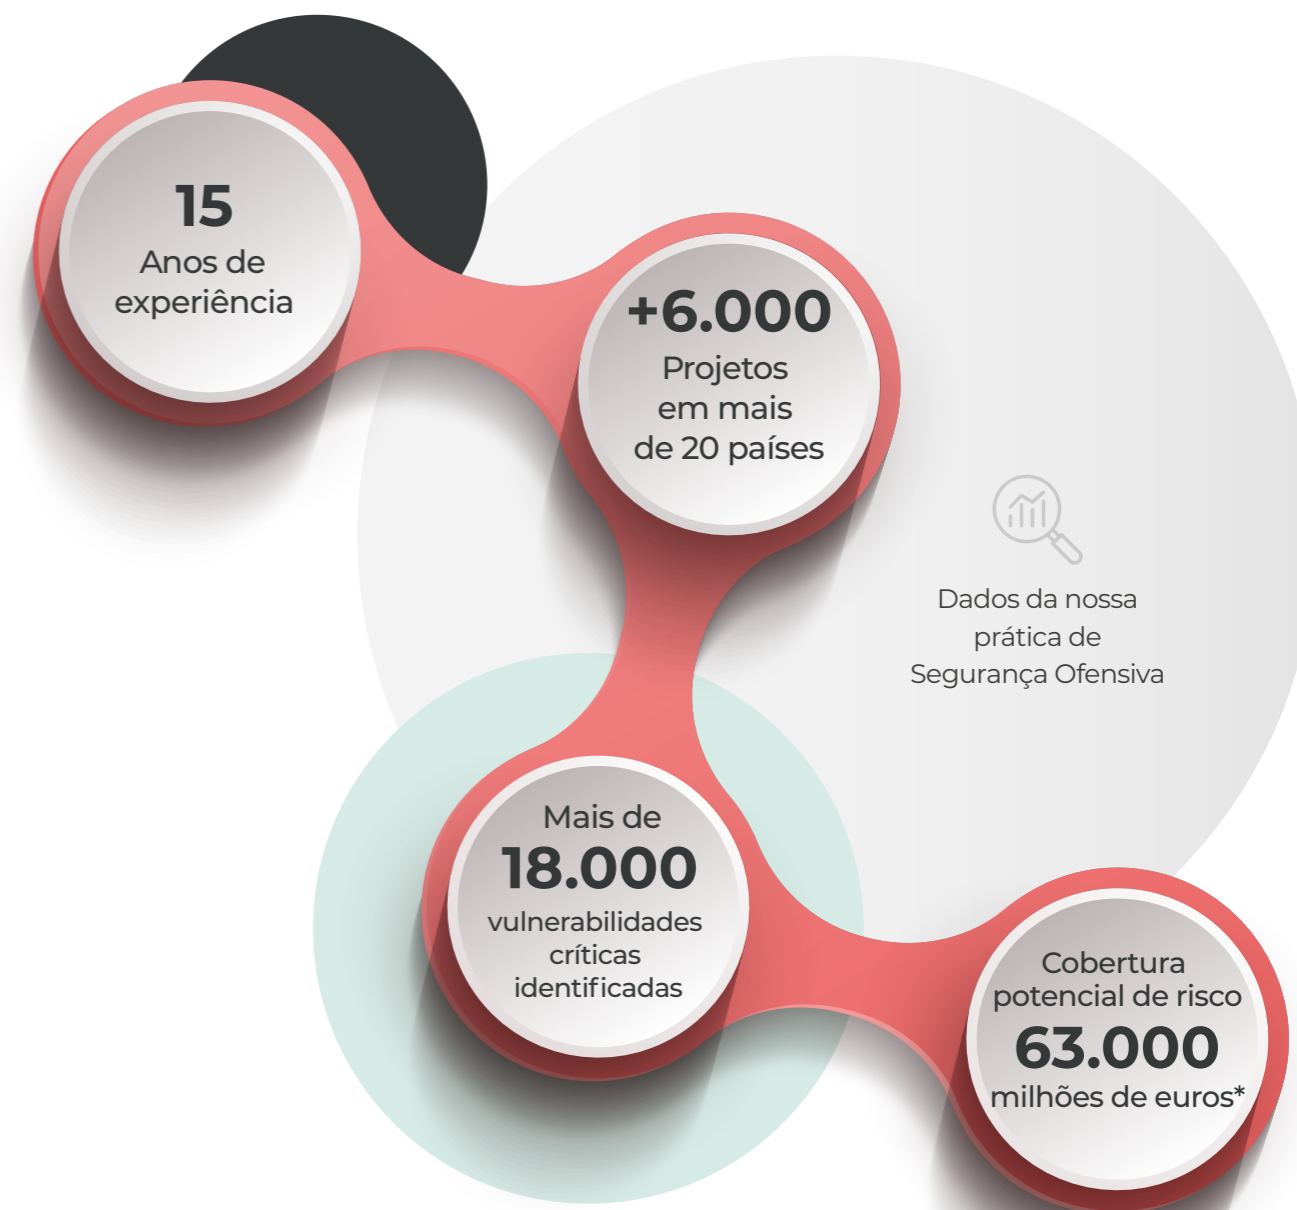 15
Anos de
experiência
+6.000
Projetos
em mais
de 20 países
Dados da nossa
prática de
Segurança Ofensiva
Mais de
18.000
vulnerabilidades
críticas
identificadas
Cobertura
potencial de risco
63.000
milhões de euros*